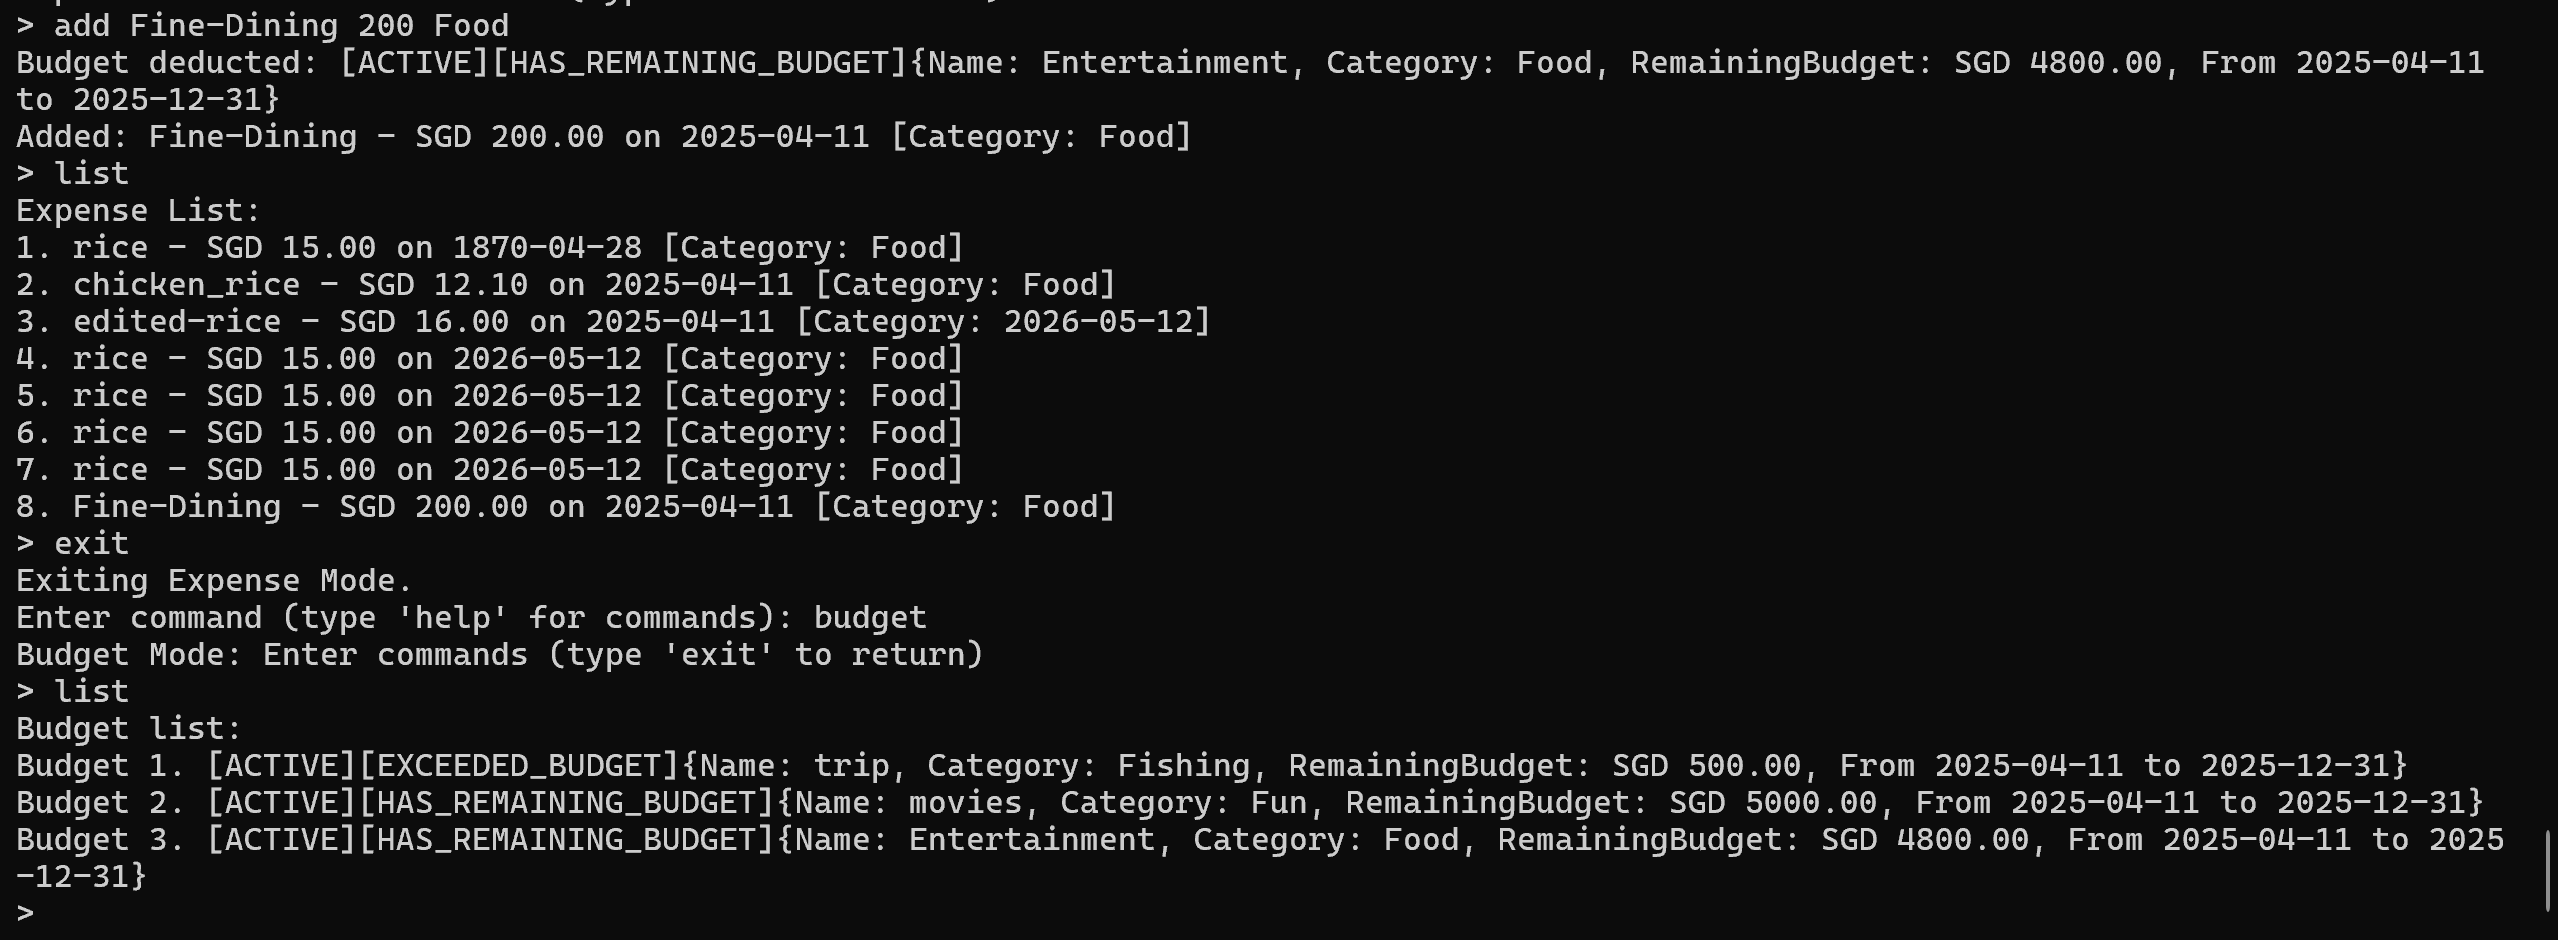 > add Fine-Dining 200 Food
Budget deducted: [ACTIVE][HAS_REMAINING_BUDGET]{Name: Entertainment, Category: Food, RemainingBudget: SGD 4800.00, From 2025-04-11
to 2025-12-31}
Added: Fine-Dining - SGD 200.00 on 2025-04-11 [Category: Food]
> list
Expense List:
1. rice - SGD 15.00 on 1870-04-28 [Category: Food]
2. chicken_rice - SGD 12.10 on 2025-04-11 [Category: Food]
3. edited-rice - SGD 16.00 on 2025-04-11 [Category: 2026-05-12]
4. rice - SGD 15.00 on 2026-05-12 [Category: Food]
5. rice - SGD 15.00 on 2026-05-12 [Category: Food]
6. rice - SGD 15.00 on 2026-05-12 [Category: Food]
7. rice - SGD 15.00 on 2026-05-12 [Category: Food]
8. Fine-Dining - SGD 200.00 on 2025-04-11 [Category: Food]
> exit
Exiting Expense Mode.
Enter command (type 'help' for commands): budget
Budget Mode: Enter commands (type 'exit' to return)
> list
Budget list:
Budget 1. [ACTIVE][EXCEEDED_BUDGET]{Name: trip, Category: Fishing, RemainingBudget: SGD 500.00, From 2025-04-11 to 2025-12-31}
Budget 2. [ACTIVE][HAS_REMAINING_BUDGET]{Name: movies, Category: Fun, RemainingBudget: SGD 5000.00, From 2025-04-11 to 2025-12-31}
Budget 3. [ACTIVE][HAS_REMAINING_BUDGET]{Name: Entertainment, Category: Food, RemainingBudget: SGD 4800.00, From 2025-04-11 to 2025
-12-31}
>